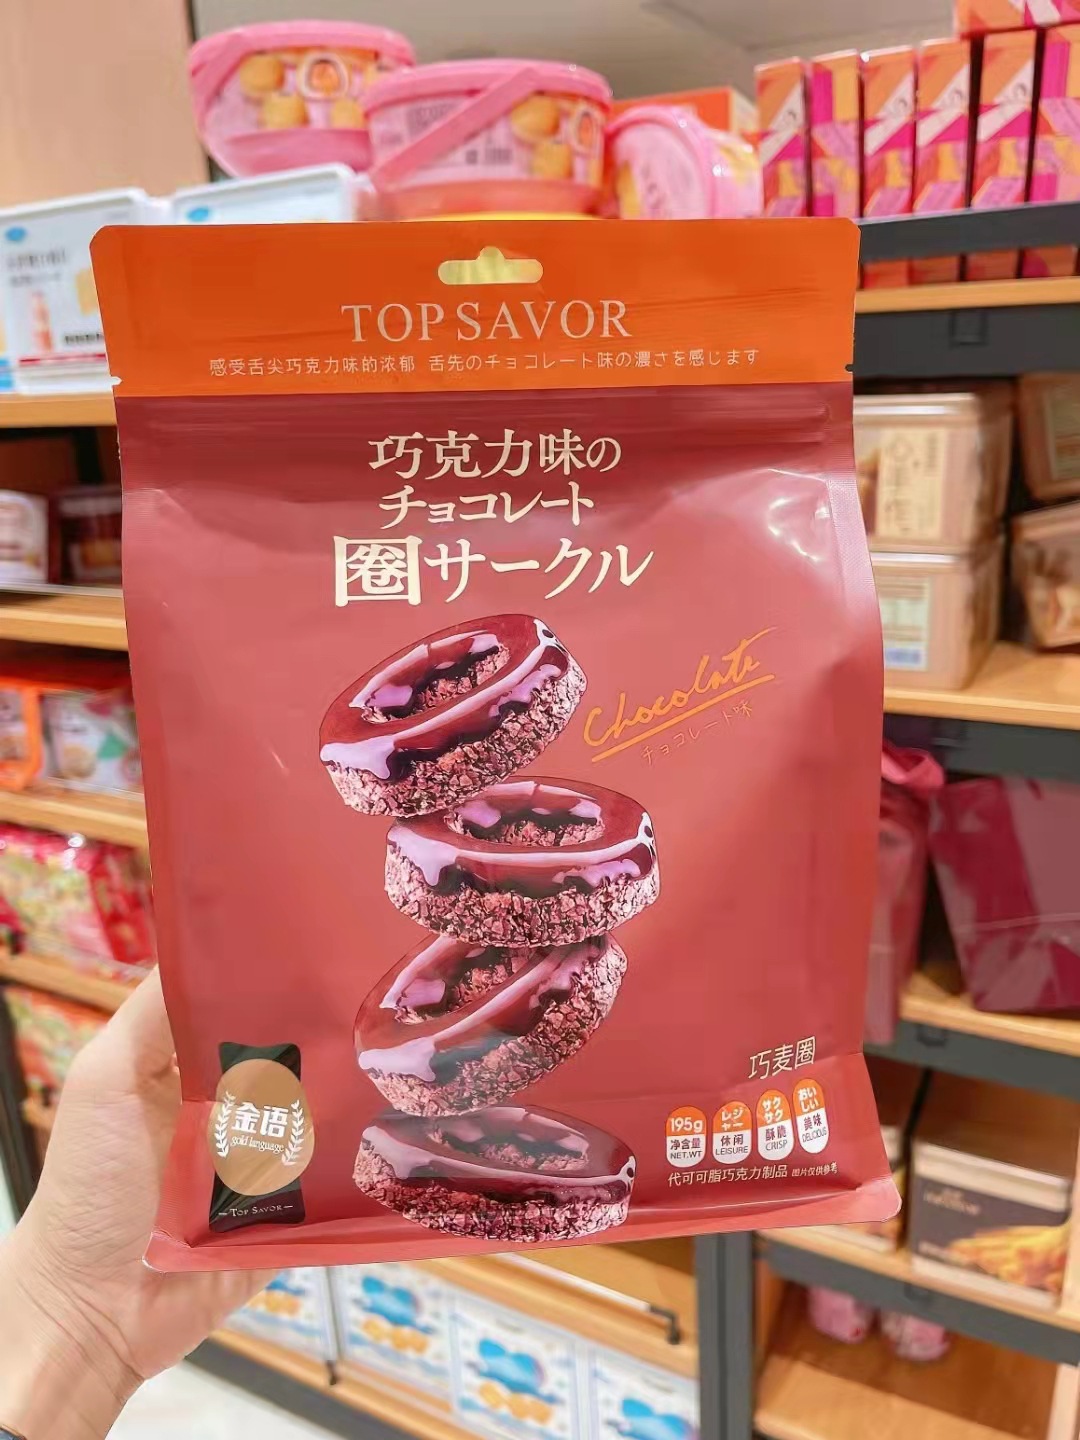 TOP SAVOR
感受舌尖巧克力味的浓郁 舌先のチョコレート味の濃さを感じます
巧克力味の
チョコレート
圈サークル
Chocolate
チョコレート味
巧麦圈
195g
净含量
NET.WT
レジ
ャー
休闲
LEISURE
サク
サク
酥脆
CRISP
おい
しい
美味
DELICIOUS
代可可脂巧克力制品 图片仅供参考
金语
gold language
TOP SAVOR